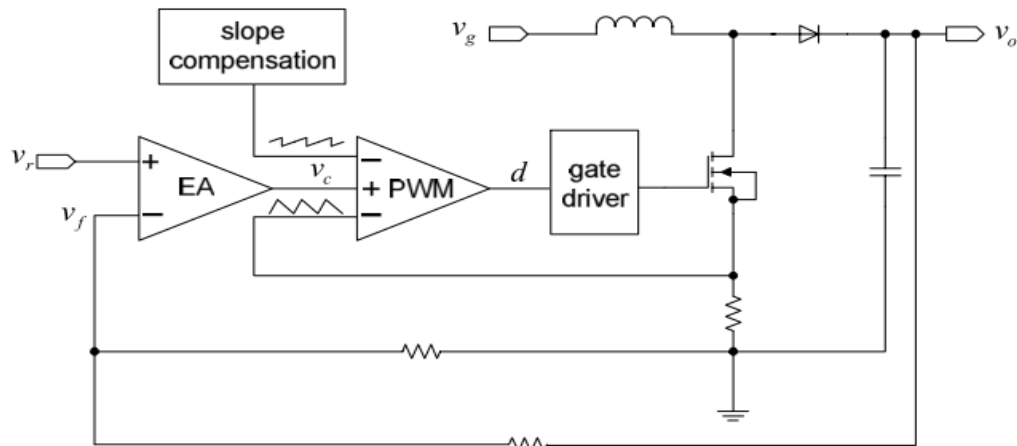 slope
compensation
v_g
v_o
v_r
+
EA
−
v_f
v_c
−
+
−
PWM
d
gate
driver